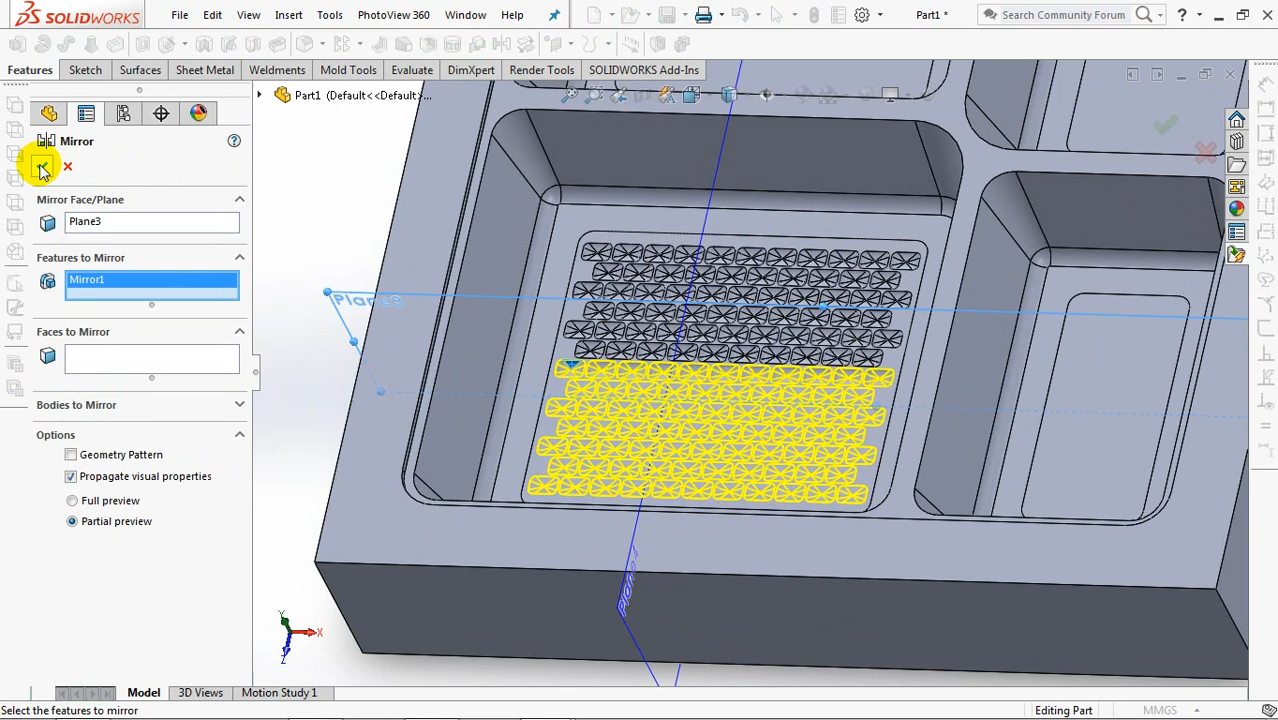 SOLIDWORKS
File Edit View Insert Tools PhotoView 360 Window Help
Part1 *
Search Community Forum
Features Sketch Surfaces Sheet Metal Weldments Mold Tools Evaluate DimXpert Render Tools SOLIDWORKS Add-Ins
Part1 (Default<<Default>...
Mirror
Mirror Face/Plane
Plane3
Features to Mirror
Mirror1
Plane3
Faces to Mirror
Bodies to Mirror
Options
Geometry Pattern
Propagate visual properties
Full preview
Partial preview
Y
X
Z
Model 3D Views Motion Study 1
Select the features to mirror
Editing Part
MMGS